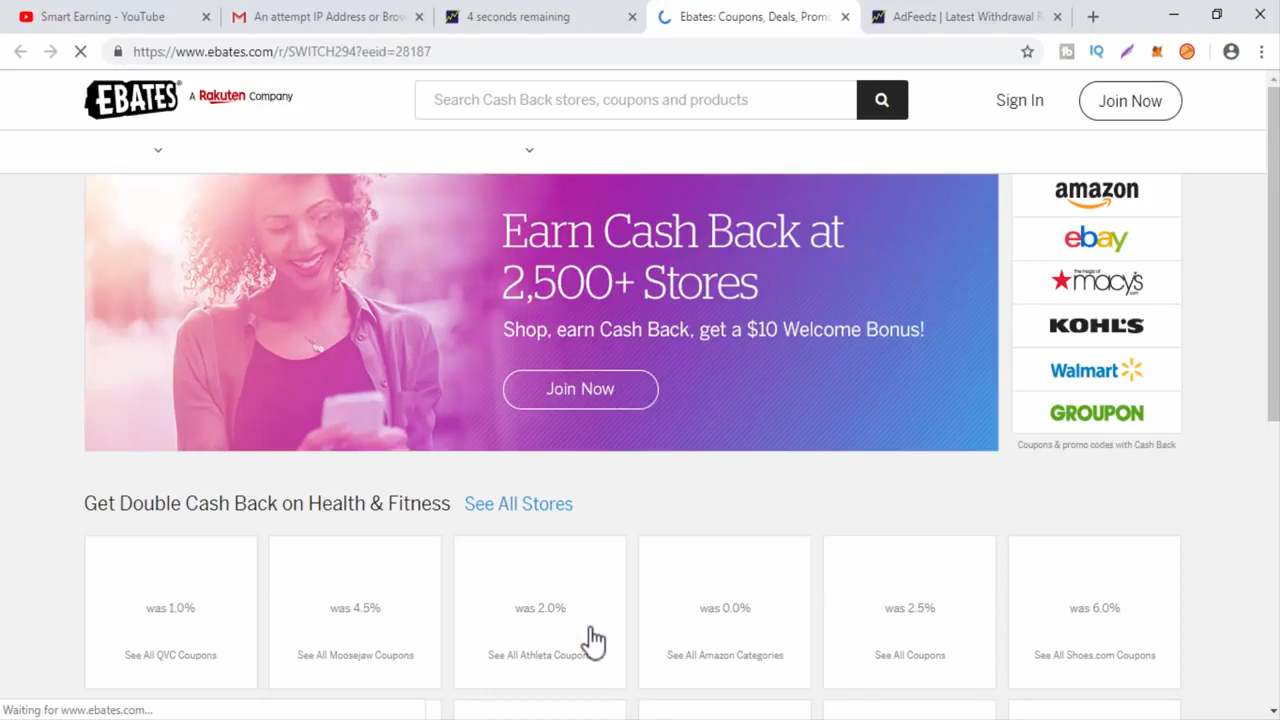 Smart Earning - YouTube
An attempt IP Address or Brow
4 seconds remaining
Ebates: Coupons, Deals, Promo
AdFeedz | Latest Withdrawal R
https://www.ebates.com/r/SWITCH294?eeid=28187
EBATES A Rakuten Company
Search Cash Back stores, coupons and products
Sign In
Join Now
Earn Cash Back at
2,500+ Stores
Shop, earn Cash Back, get a $10 Welcome Bonus!
Join Now
amazon
ebay
the magic of
macy's
.com
KOHL'S
Walmart
GROUPON
Coupons & promo codes with Cash Back
Get Double Cash Back on Health & Fitness See All Stores
was 1.0% was 4.5% was 2.0% was 0.0% was 2.5% was 6.0%
See All QVC Coupons See All Moosejaw Coupons See All Athleta Coupon See All Amazon Categories See All Coupons See All Shoes.com Coupons
Waiting for www.ebates.com...